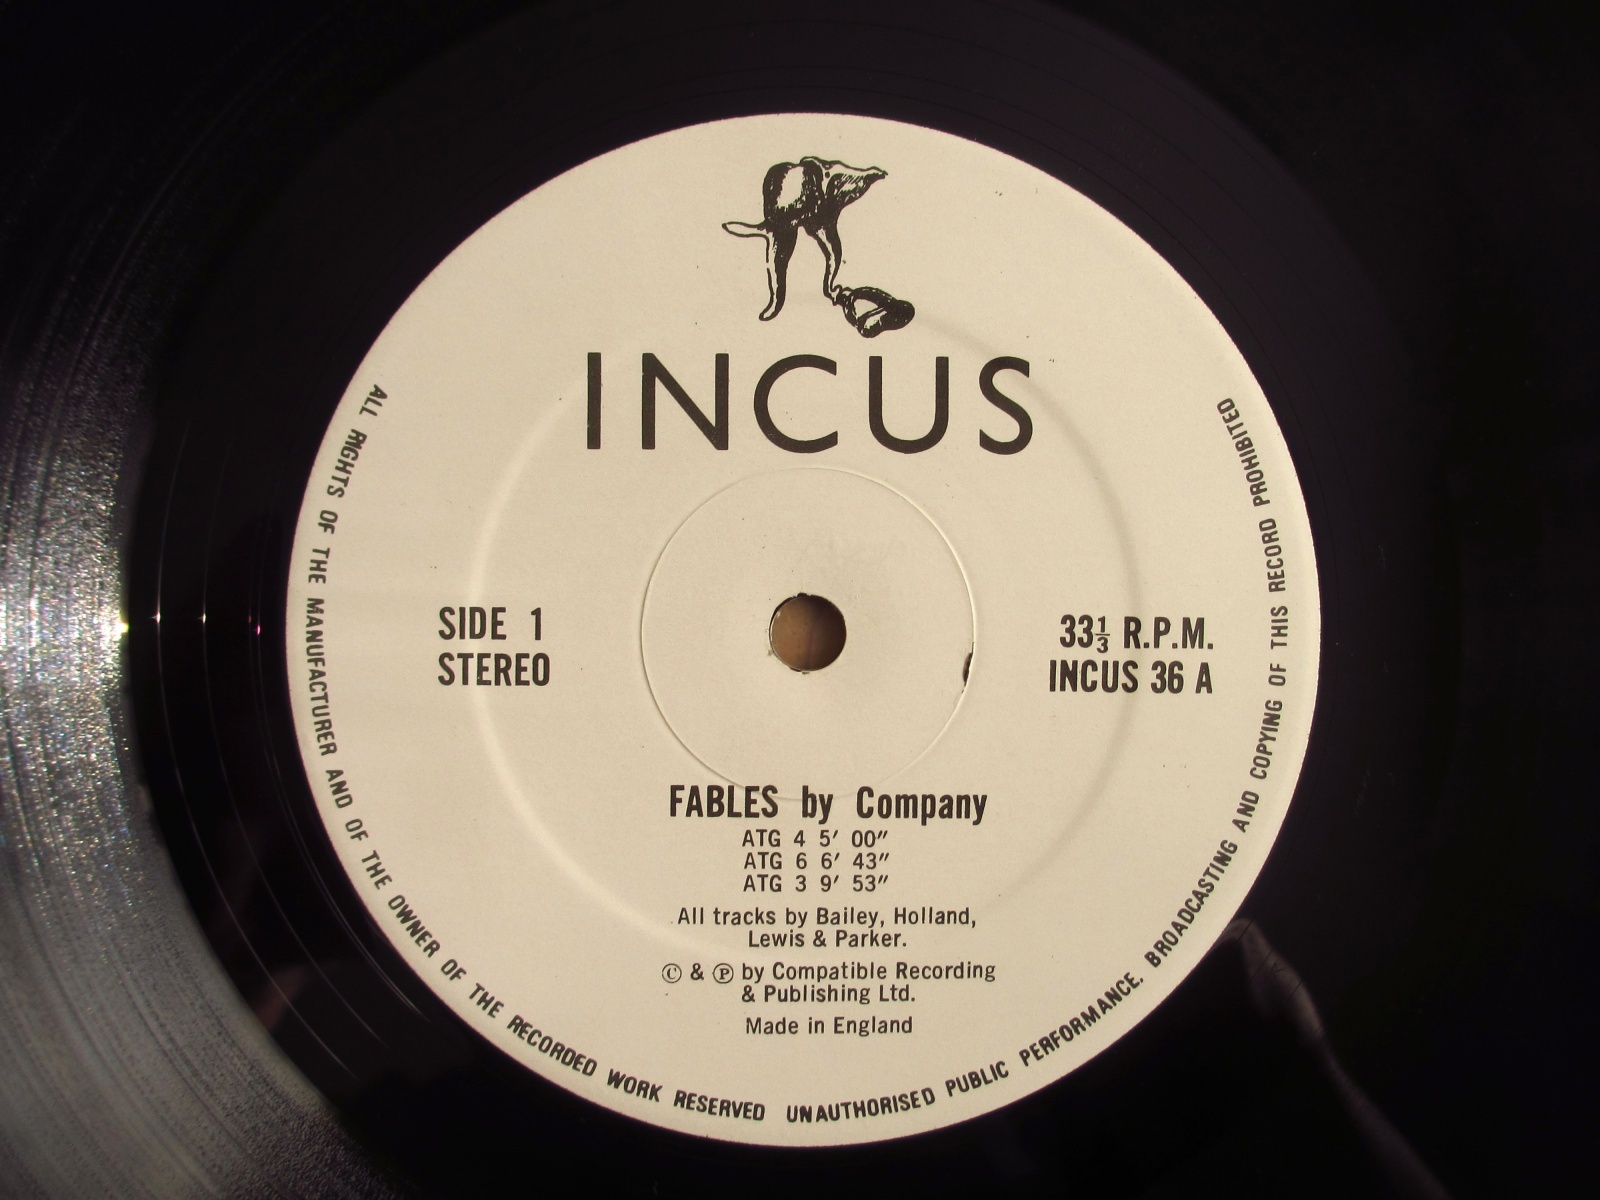 INCUS
SIDE 1
STEREO
33⅓ R.P.M.
INCUS 36 A
FABLES by Company
ATG 4 5′ 00″
ATG 6 6′ 43″
ATG 3 9′ 53″
All tracks by Bailey, Holland,
Lewis & Parker.
© & ℗ by Compatible Recording
& Publishing Ltd.
Made in England
ALL RIGHTS OF THE MANUFACTURER AND OF THE OWNER OF THE RECORDED WORK RESERVED UNAUTHORISED PUBLIC PERFORMANCE. BROADCASTING AND COPYING OF THIS RECORD PROHIBITED